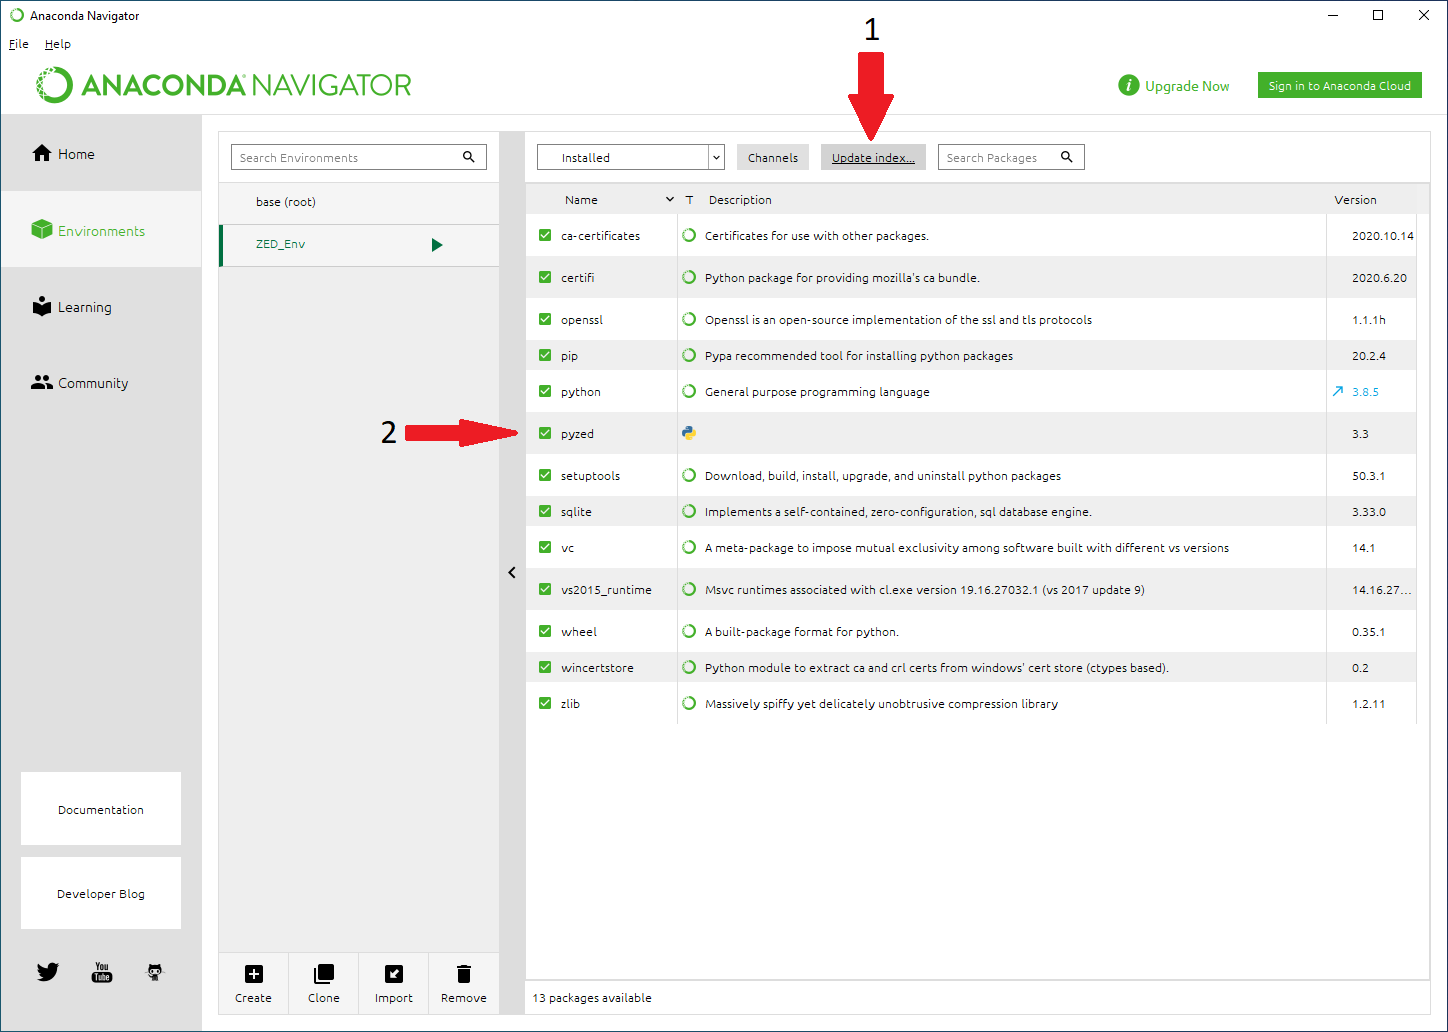 Anaconda Navigator
File Help
1
ANACONDA NAVIGATOR
i Upgrade Now Sign in to Anaconda Cloud
Home
Environments
Learning
Community
Documentation
Developer Blog
You Tube
Search Environments
base (root)
ZED_Env
Create Clone Import Remove
Installed Channels Update index... Search Packages
Name T Description Version
ca-certificates Certificates for use with other packages. 2020.10.14
certifi Python package for providing mozilla's ca bundle. 2020.6.20
openssl Openssl is an open-source implementation of the ssl and tls protocols 1.1.1h
pip Pypa recommended tool for installing python packages 20.2.4
python General purpose programming language 3.8.5
2 pyzed 3.3
setuptools Download, build, install, upgrade, and uninstall python packages 50.3.1
sqlite Implements a self-contained, zero-configuration, sql database engine. 3.33.0
vc A meta-package to impose mutual exclusivity among software built with different vs versions 14.1
vs2015_runtime Msvc runtimes associated with cl.exe version 19.16.27032.1 (vs 2017 update 9) 14.16.27...
wheel A built-package format for python. 0.35.1
wincertstore Python module to extract ca and crl certs from windows' cert store (ctypes based). 0.2
zlib Massively spiffy yet delicately unobtrusive compression library 1.2.11
13 packages available